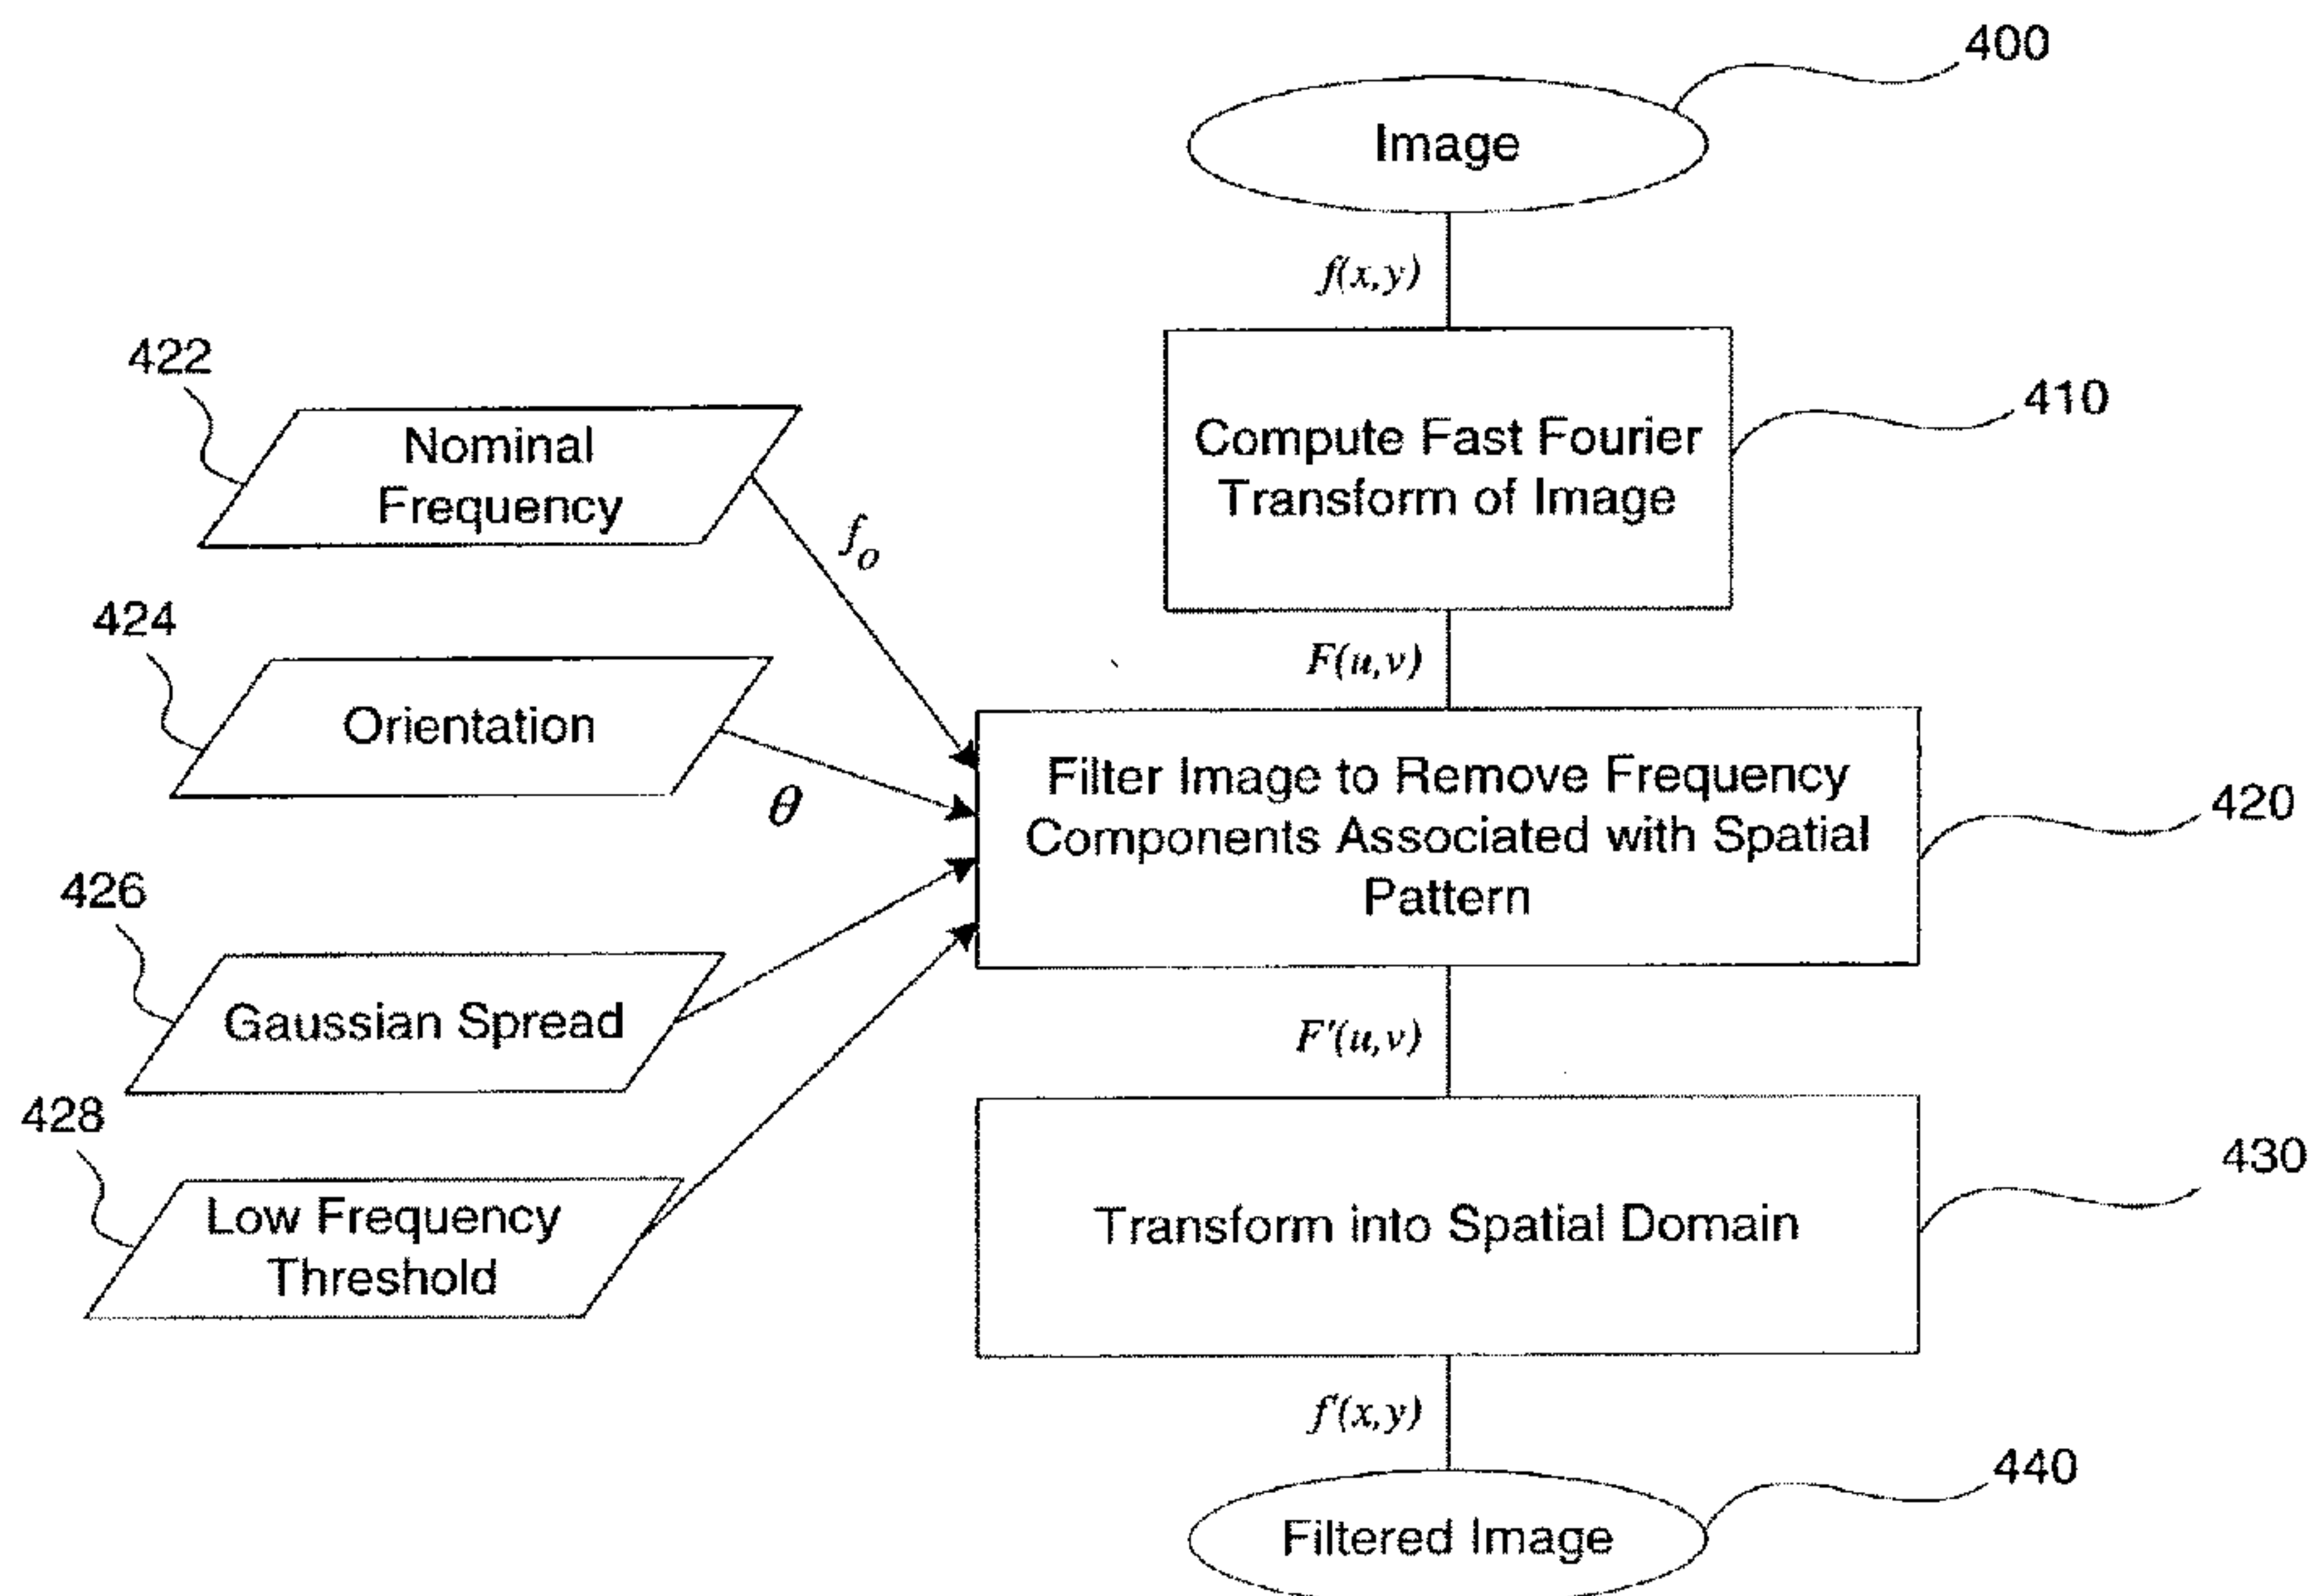 400
Image
f(x,y)
422
Nominal
Frequency
f_o
410
Compute Fast Fourier
Transform of Image
424
Orientation
θ
F(u,v)
420
Filter Image to Remove Frequency
Components Associated with Spatial
Pattern
426
Gaussian Spread
F'(u,v)
428
Low Frequency
Threshold
430
Transform into Spatial Domain
f'(x,y)
440
Filtered Image